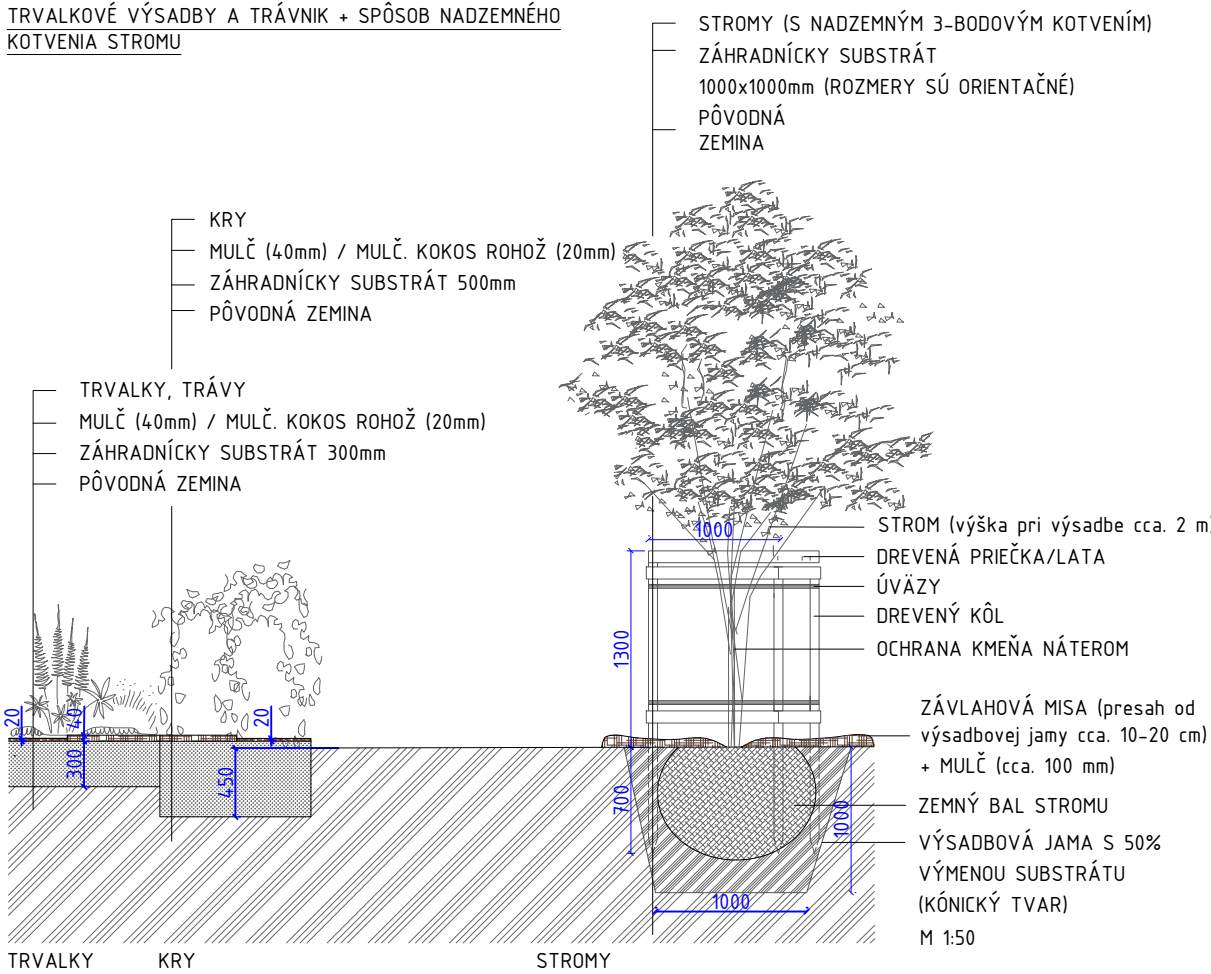 TRVALKOVÉ VÝSADBY A TRÁVNIK + SPÔSOB NADZEMNÉHO
KOTVENIA STROMU
STROMY (S NADZEMNÝM 3-BODOVÝM KOTVENÍM)
ZÁHRADNÍCKY SUBSTRÁT
1000x1000mm (ROZMERY SÚ ORIENTAČNÉ)
PÔVODNÁ
ZEMINA
KRY
MULČ (40mm) / MULČ. KOKOS ROHOŽ (20mm)
ZÁHRADNÍCKY SUBSTRÁT 500mm
PÔVODNÁ ZEMINA
TRVALKY, TRÁVY
MULČ (40mm) / MULČ. KOKOS ROHOŽ (20mm)
ZÁHRADNÍCKY SUBSTRÁT 300mm
PÔVODNÁ ZEMINA
1000
STROM (výška pri výsadbe cca. 2 m)
DREVENÁ PRIEČKA/LATA
ÚVÄZY
DREVENÝ KÔL
OCHRANA KMEŇA NÁTEROM
1300
20
40
20
300
450
700
1000
1000
ZÁVLAHOVÁ MISA (presah od
výsadbovej jamy cca. 10-20 cm)
+ MULČ (cca. 100 mm)
ZEMNÝ BAL STROMU
VÝSADBOVÁ JAMA S 50%
VÝMENOU SUBSTRÁTU
(KÓNICKÝ TVAR)
M 1:50
TRVALKY
KRY
STROMY